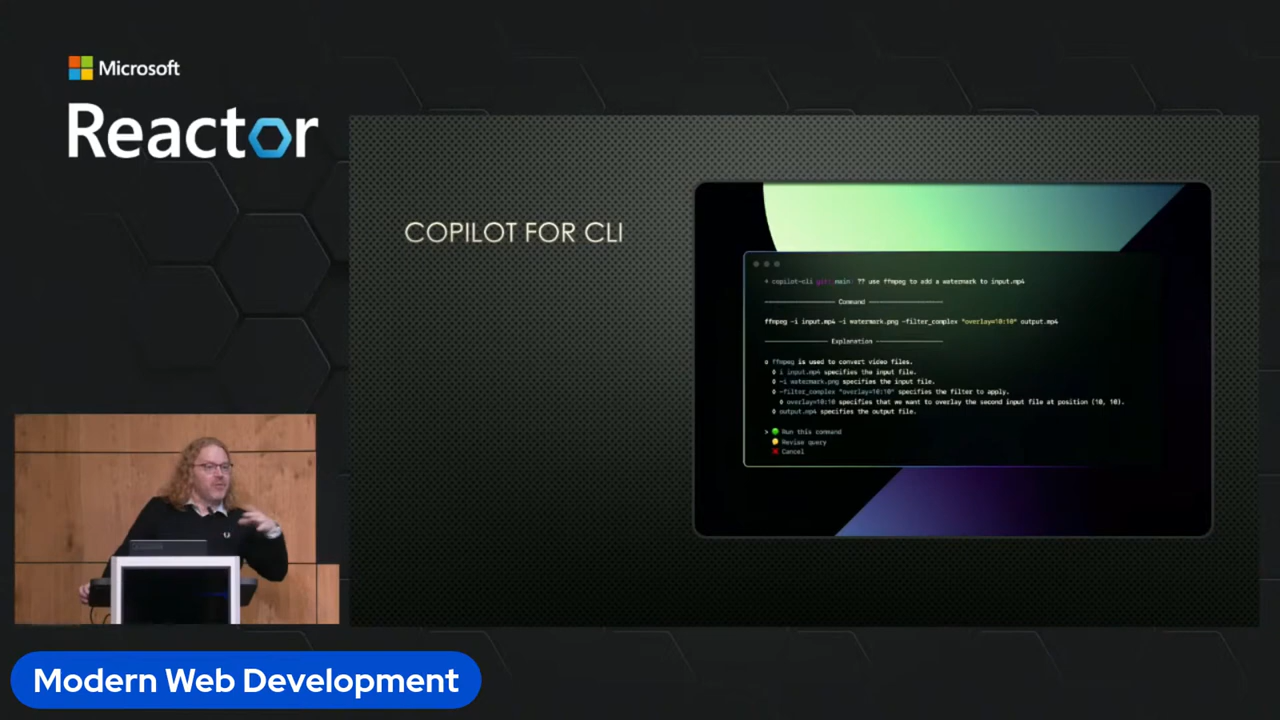 Microsoft
Reactor
COPILOT FOR CLI
copilot-cli git:main: ?? use ffmpeg to add a watermark to input.mp4
Command
ffmpeg -i input.mp4 -i watermark.png -filter_complex "overlay=10:10" output.mp4
Explanation
ffmpeg is used to convert video files.
i input.mp4 specifies the input file.
-i watermark.png specifies the input file.
-filter_complex "overlay=10:10" specifies the filter to apply.
overlay=10:10 specifies that we want to overlay the second input file at position (10, 10).
output.mp4 specifies the output file.
> Run this command
Revise query
Cancel
Modern Web Development